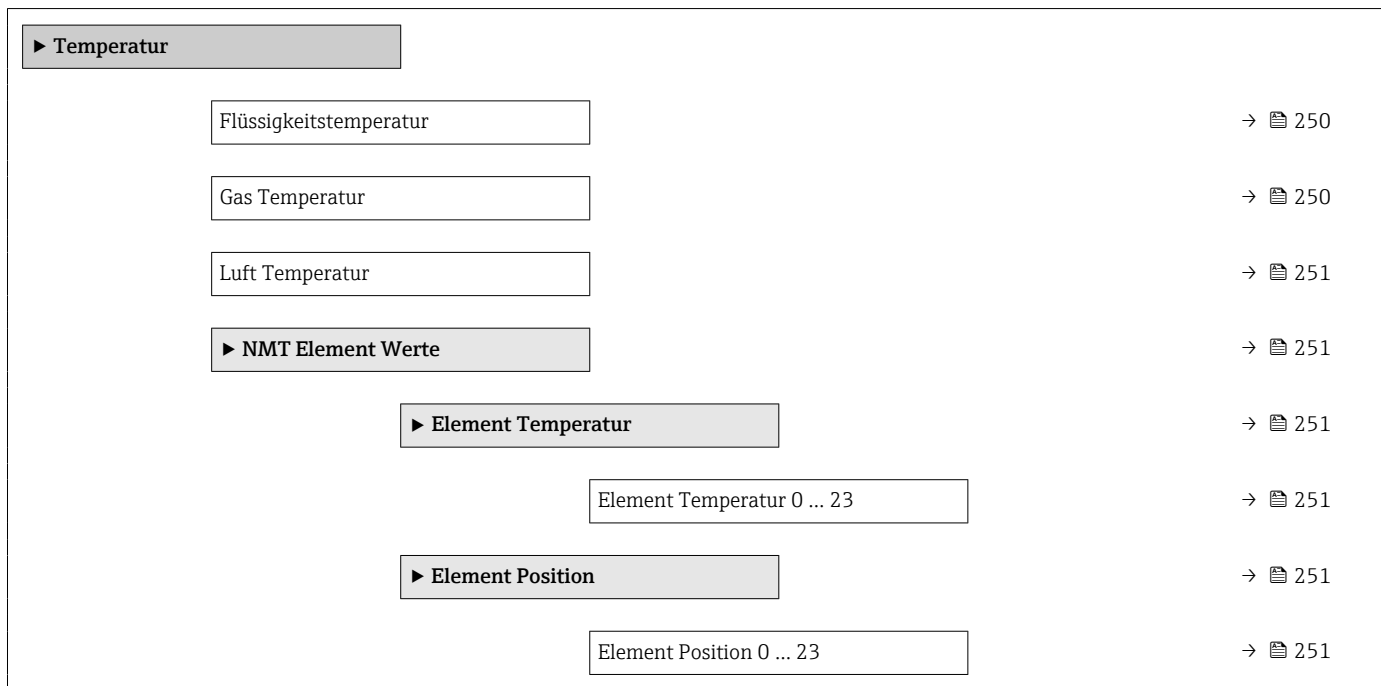 ▶ Temperatur
Flüssigkeitstemperatur → 🗎 250
Gas Temperatur → 🗎 250
Luft Temperatur → 🗎 251
▶ NMT Element Werte → 🗎 251
▶ Element Temperatur → 🗎 251
Element Temperatur 0 … 23 → 🗎 251
▶ Element Position → 🗎 251
Element Position 0 … 23 → 🗎 251